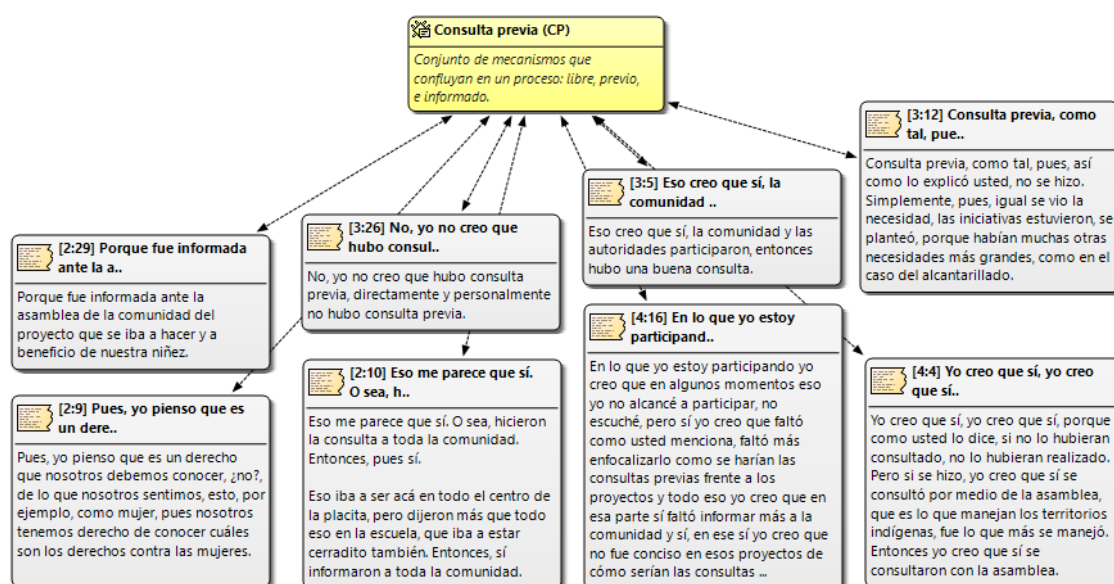 Consulta previa (CP)
Conjunto de mecanismos que
confluyan en un proceso: libre, previo,
e informado.
[3:12] Consulta previa, como
tal, pue..
Consulta previa, como tal, pues, así
como lo explicó usted, no se hizo.
Simplemente, pues, igual se vio la
necesidad, las iniciativas estuvieron, se
planteó, porque habían muchas otras
necesidades más grandes, como en el
caso del alcantarillado.
[3:5] Eso creo que sí, la
comunidad ..
Eso creo que sí, la comunidad y las
autoridades participaron, entonces
hubo una buena consulta.
[3:26] No, yo no creo que
hubo consul..
No, yo no creo que hubo consulta
previa, directamente y personalmente
no hubo consulta previa.
[2:29] Porque fue informada
ante la a..
Porque fue informada ante la
asamblea de la comunidad del
proyecto que se iba a hacer y a
beneficio de nuestra niñez.
[4:16] En lo que yo estoy
participand..
En lo que yo estoy participando yo
creo que en algunos momentos eso
yo no alcancé a participar, no
escuché, pero sí yo creo que faltó
como usted menciona, faltó más
enfocalizarlo como se harían las
consultas previas frente a los
proyectos y todo eso yo creo que en
esa parte sí faltó informar más a la
comunidad y sí, en ese sí yo creo que
no fue conciso en esos proyectos de
cómo serían las consultas ...
[2:10] Eso me parece que sí.
O sea, h..
Eso me parece que sí. O sea, hicieron
la consulta a toda la comunidad.
Entonces, pues sí.
Eso iba a ser acá en todo el centro de
la placita, pero dijeron más que todo
eso en la escuela, que iba a estar
cerradito también. Entonces, sí
informaron a toda la comunidad.
[4:4] Yo creo que sí, yo creo
que sí..
Yo creo que sí, yo creo que sí, porque
como usted lo dice, si no lo hubieran
consultado, no lo hubieran realizado.
Pero si se hizo, yo creo que sí se
consultó por medio de la asamblea,
que es lo que manejan los territorios
indígenas, fue lo que más se manejó.
Entonces yo creo que sí se
consultaron con la asamblea.
[2:9] Pues, yo pienso que es
un dere..
Pues, yo pienso que es un derecho
que nosotros debemos conocer, ¿no?,
de lo que nosotros sentimos, esto, por
ejemplo, como mujer, pues nosotros
tenemos derecho de conocer cuáles
son los derechos contra las mujeres.